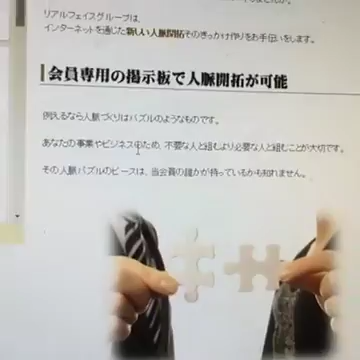 リアルフェイスグループは、
インターネットを通じた新しい人脈開拓そのきっかけ作りをお手伝いをします。
会員専用の掲示板で人脈開拓が可能
例えるなら人脈づくりはパズルのようなものです。
あなたの事業やビジネスのため、不要な人と組むより必要な人と組むことが大切です。
その人脈パズルのピースは、当会員の誰かが持っているかも知れません。